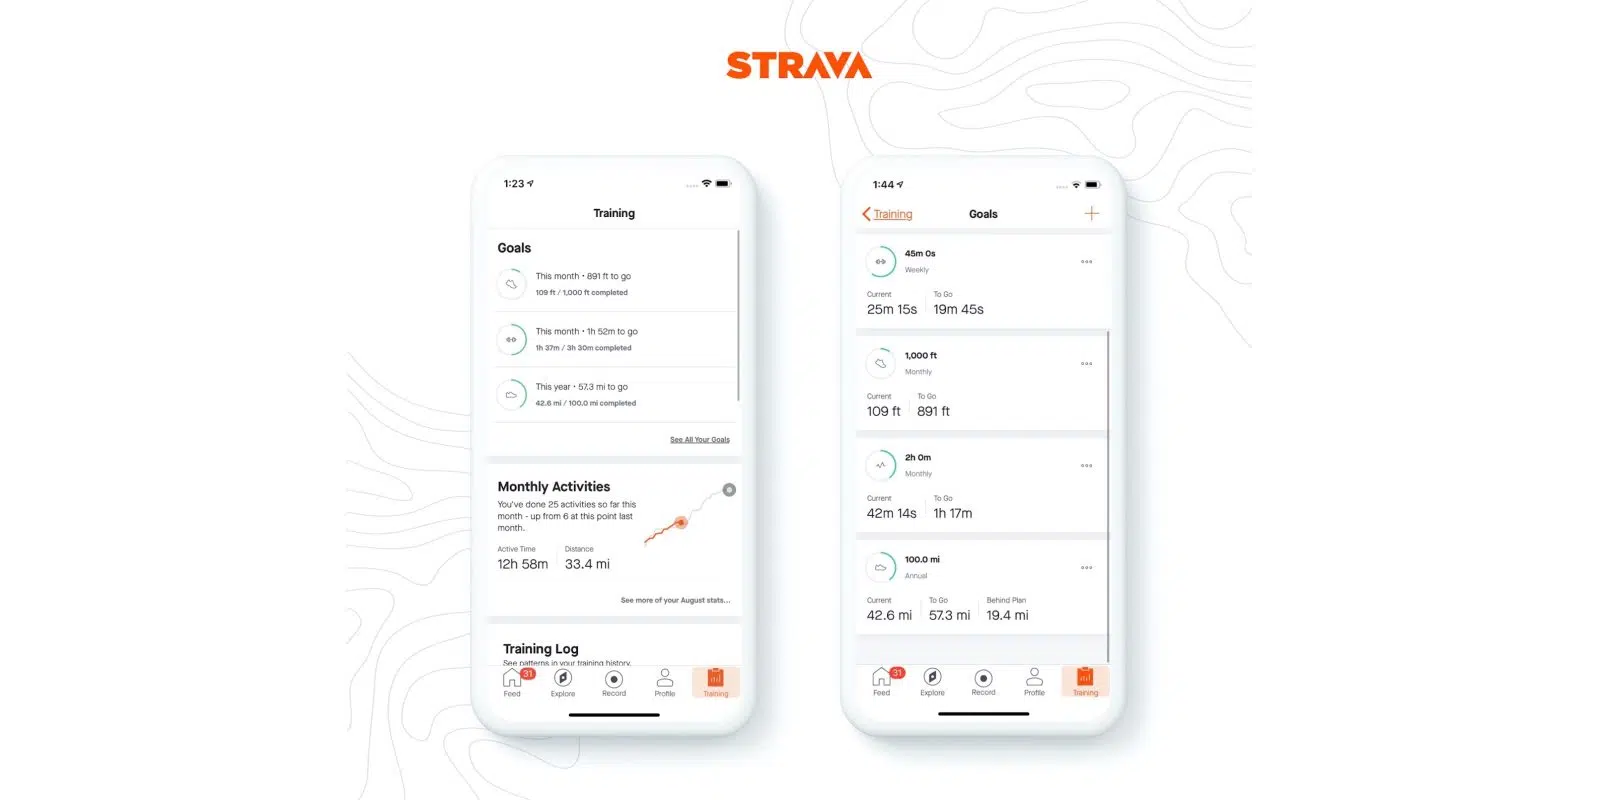 STRAVA
1:23
Training
Goals
This month • 891 ft to go
109 ft / 1,000 ft completed
This month • 1h 52m to go
1h 37m / 3h 30m completed
This year • 57.3 mi to go
42.6 mi / 100.0 mi completed
See All Your Goals
Monthly Activities
You've done 25 activities so far this
month - up from 6 at this point last
month.
Active Time Distance
12h 58m 33.4 mi
See more of your August stats...
Training Log
See patterns in your training history.
31
Feed Explore Record Profile Training
1:44
Training Goals
45m 0s
Weekly
Current To Go
25m 15s 19m 45s
1,000 ft
Monthly
Current To Go
109 ft 891 ft
2h 0m
Monthly
Current To Go
42m 14s 1h 17m
100.0 mi
Annual
Current To Go Behind Plan
42.6 mi 57.3 mi 19.4 mi
31
Feed Explore Record Profile Training